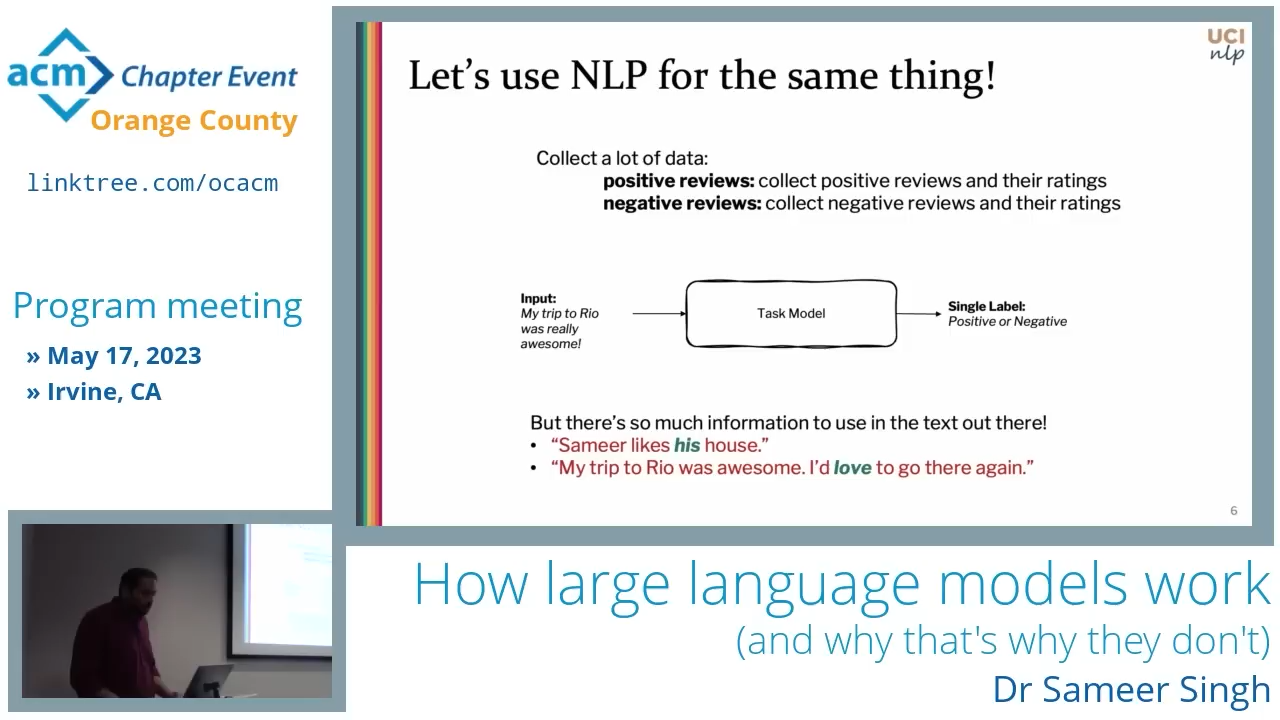 acm Chapter Event
Orange County
linktree.com/ocacm
Program meeting
» May 17, 2023
» Irvine, CA
UCI
nlp
Let's use NLP for the same thing!
Collect a lot of data:
positive reviews: collect positive reviews and their ratings
negative reviews: collect negative reviews and their ratings
Input:
My trip to Rio
was really
awesome!
Task Model
Single Label:
Positive or Negative
But there's so much information to use in the text out there!
• “Sameer likes his house.”
• “My trip to Rio was awesome. I'd love to go there again.”
6
How large language models work
(and why that's why they don't)
Dr Sameer Singh